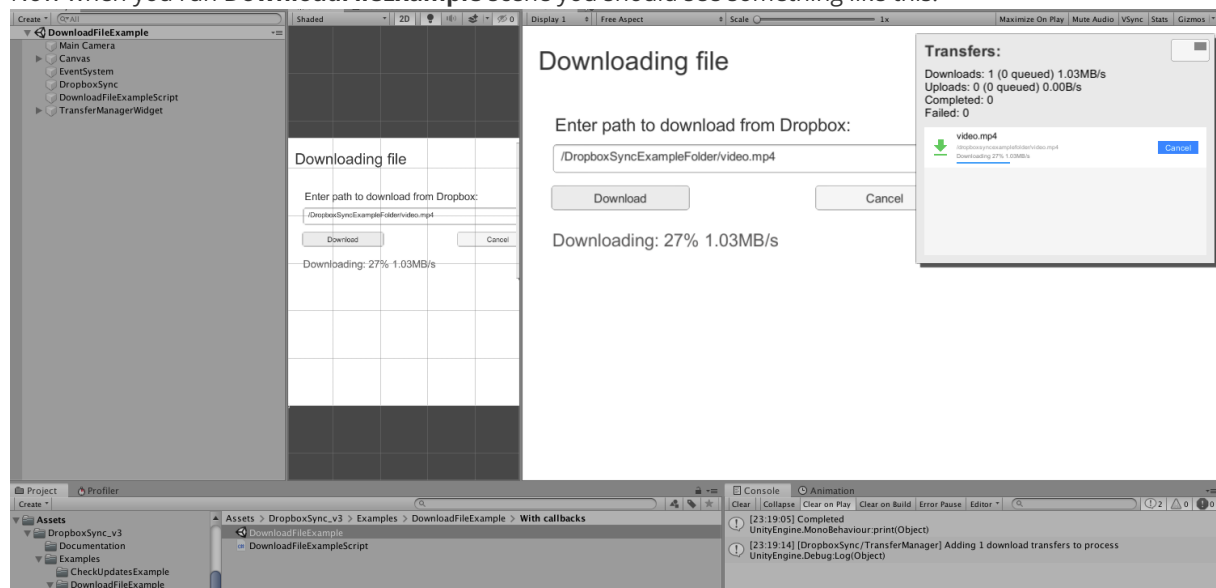 Now when you run DownloadFileExample scene you should see something like this:
Create
All
DownloadFileExample
Main Camera
Canvas
EventSystem
DropboxSync
DownloadFileExampleScript
TransferManagerWidget
Shaded
2D
0
Downloading file
Enter path to download from Dropbox:
/DropboxSyncExampleFolder/video.mp4
Download Cancel
Downloading: 27% 1.03MB/s
Display 1 Free Aspect Scale 1x Maximize On Play Mute Audio VSync Stats Gizmos
Downloading file
Enter path to download from Dropbox:
/DropboxSyncExampleFolder/video.mp4
Download Cancel
Downloading: 27% 1.03MB/s
Transfers:
Downloads: 1 (0 queued) 1.03MB/s
Uploads: 0 (0 queued) 0.00B/s
Completed: 0
Failed: 0
video.mp4
/dropboxsyncexamplefolder/video.mp4
Downloading 27% 1.03MB/s
Cancel
Project Profiler
Create
Assets
DropboxSync_v3
Documentation
Examples
CheckUpdatesExample
DownloadFileExample
Assets > DropboxSync_v3 > Examples > DownloadFileExample > With callbacks
DownloadFileExample
DownloadFileExampleScript
Console Animation
Clear Collapse Clear on Play Clear on Build Error Pause Editor 2 0 0
[23:19:05] Completed
UnityEngine.MonoBehaviour:print(Object)
[23:19:14] [DropboxSync/TransferManager] Adding 1 download transfers to process
UnityEngine.Debug:Log(Object)